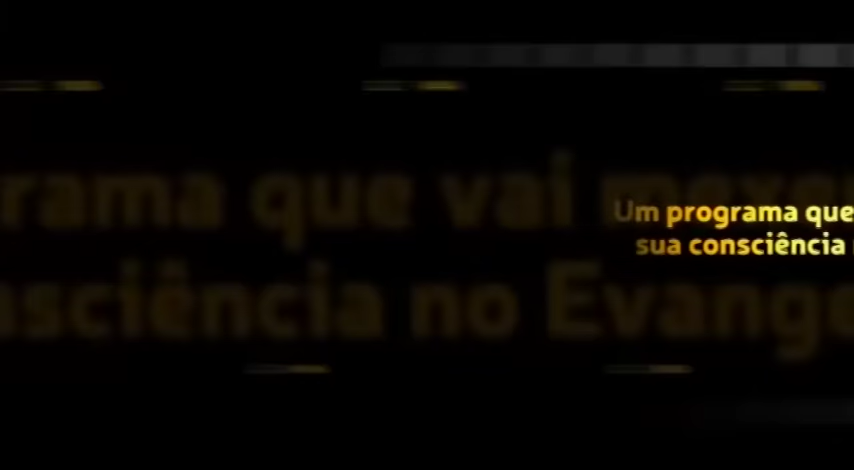 rama que vai mexer
nsciência no Evange
Um programa que
sua consciência